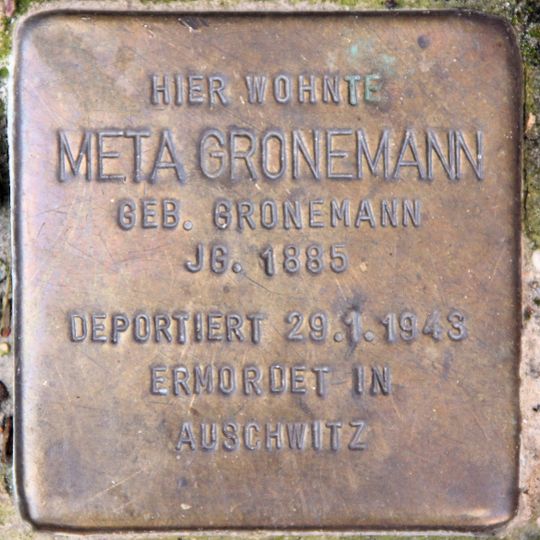 HIER WOHNTE
META GRONEMANN
GEB. GRONEMANN
JG. 1885
DEPORTIERT 29.1.1943
ERMORDET IN
AUSCHWITZ